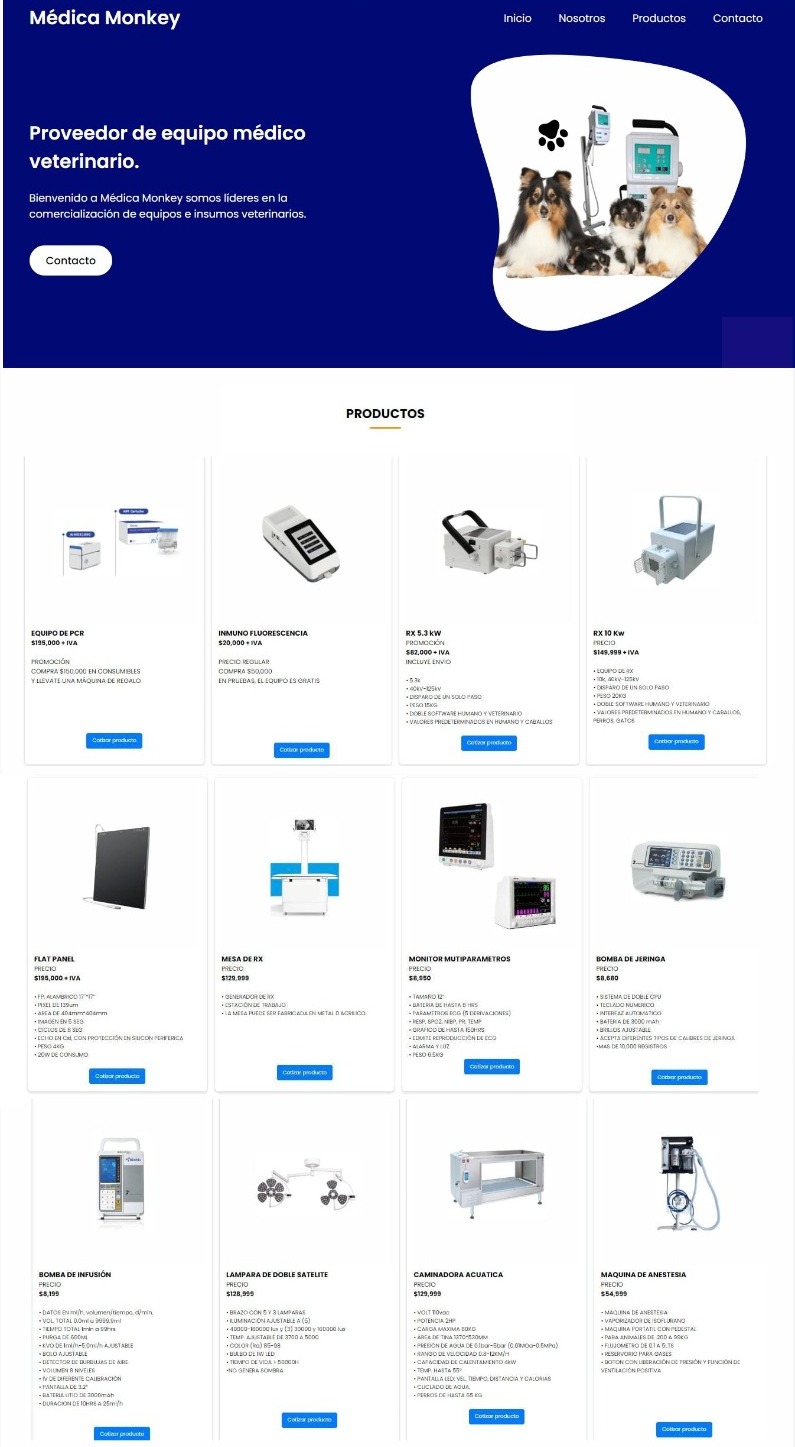 Médica Monkey
Inicio Nosotros Productos Contacto
Proveedor de equipo médico
veterinario.
Bienvenido a Médica Monkey somos líderes en la
comercialización de equipos e insumos veterinarios.
Contacto
PRODUCTOS
EQUIPO DE PCR
$195,000 + IVA
PROMOCIÓN
COMPRA $150,000 EN CONSUMIBLES
Y LLEVATE UNA MÁQUINA DE REGALO
Cotizar producto
INMUNO FLUORESCENCIA
$20,000 + IVA
PRECIO REGULAR
COMPRA $50,000
EN PRUEBAS, EL EQUIPO ES GRATIS
Cotizar producto
RX 5.3 kW
PROMOCIÓN
$82,000 + IVA
INCLUYE ENVIO
• 5.3k
• 40kV-125kV
• DISPARO DE UN SOLO PASO
• PESO 15KG
• DOBLE SOFTWARE HUMANO Y VETERINARIO
• VALORES PREDETERMINADOS EN HUMANO Y CABALLOS
Cotizar producto
RX 10 Kw
PRECIO
$149,999 + IVA
• EQUIPO DE RX
• 10k, 40kV-125kV
• DISPARO DE UN SOLO PASO
• PESO 20KG
• DOBLE SOFTWARE HUMANO Y VETERINARIO
• VALORES PREDETERMINADOS EN HUMANO Y CABALLOS,
PERROS, GATOS
Cotizar producto
FLAT PANEL
PRECIO
$195,000 + IVA
• FP, ALAMBRICO 17"*17"
• PIXEL DE 139um
• AREA DE 404mm*404mm
• IMAGEN EN 5 SEG
• CICLOS DE 8 SEG
• ECHO EN CsI, CON PROTECCIÓN EN SILICON PERIFERICA
• PESO 4KG
• 20W DE CONSUMO
Cotizar producto
MESA DE RX
PRECIO
$129,999
• GENERADOR DE RX
• ESTACIÓN DE TRABAJO
• LA MESA PUEDE SER FABRICADA EN METAL O ACRILICO
Cotizar producto
MONITOR MUTIPARAMETROS
PRECIO
$8,950
• TAMAÑO 12"
• BATERIA DE HASTA 8 HRS
• PARAMETROS ECG (5 DERIVACIONES)
• RESP, SPO2, NIBP, PR, TEMP
• GRAFICO DE HASTA 150HRS
• EDMITE REPRODUCCIÓN DE ECG
• ALARMA Y LUZ
• PESO 6.5KG
Cotizar producto
BOMBA DE JERINGA
PRECIO
$8,680
• SISTEMA DE DOBLE CPU
• TECLADO NUMERICO
• INTERFAZ AUTOMATICO
• BATERIA DE 3000 mAh
• BRILLOS AJUSTABLE
• ACEPTA DIFERENTES TIPOS DE CALIBRES DE JERINGA
•MAS DE 10,000 REGISTROS
Cotizar producto
BOMBA DE INFUSIÓN
PRECIO
$8,199
• DATOS EN ml/h, volumen/tiempo, d/min,
• VOL. TOTAL 0.0ml a 9999.9ml
• TIEMPO TOTAL 1min a 99hrs
• PURGA DE 600ML
• KVO DE 1ml/h-5.0ml/h AJUSTABLE
• BOLO AJUSTABLE
• DETECTOR DE BURBUJAS DE AIRE
• VOLUMEN 8 NIVELES
• IV DE DIFERENTE CALIBRACIÓN
• PANTALLA DE 3.2"
• BATERIA LITIO DE 3000mAh
• DURACION DE 10HRS A 25ml/h
Cotizar producto
LAMPARA DE DOBLE SATELITE
PRECIO
$128,999
• BRAZO CON 5 Y 3 LAMPARAS
• ILUMINACIÓN AJUSTABLE A (5)
• TEMP. AJUSTABLE DE 3700 A 5000
• COLOR (Ra) 85-98
• BULBO DE 1W LED
• TIEMPO DE VIDA > 50000H
•NO GENERA SOMBRA
Cotizar producto
CAMINADORA ACUATICA
PRECIO
$129,999
• VOLT 110vac
• POTENCIA 2HP
• CARGA MAXIMA 80KG
• AREA DE TINA 1370*530MM
• PRESION DE AGUA DE 0.1bar-5bar (0.01MOa-0.5MPa)
• RANGO DE VELOCIDAD 0.8-12KM/H
• CAPACIDAD DE CALENTAMIENTO 4kW
• TEMP. HASTA 55°
• PANTALLA LED: VEL, TIEMPO, DISTANCIA Y CALORIAS
• CLICLADO DE AGUA,
• PERROS DE HASTA 65 KG
Cotizar producto
MAQUINA DE ANESTESIA
PRECIO
$54,999
• MAQUINA DE ANESTESIA
• VAPORIZADOR DE ISOFLURANO
• MAQUINA PORTATIL CON PEDESTAL
• PARA ANIMALES DE .200 A 99KG
• FLUJOMETRO DE 0.1 A 5LTS
• RESERVORIO PARA GASES
• BOTON CON LIBERACIÓN DE PRESIÓN Y FUNCIÓN DE
VENTILACIÓN POSITIVA
Cotizar producto